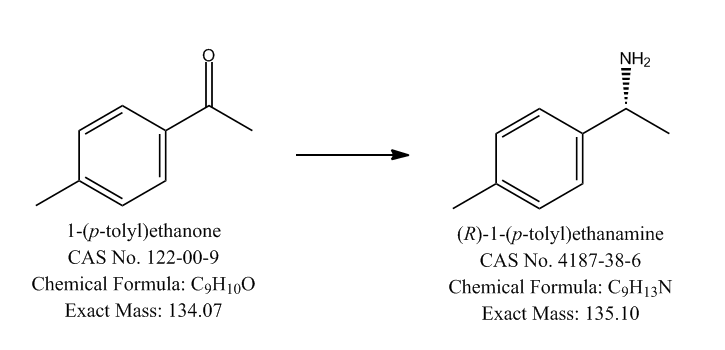 O
NH₂
1-(p-tolyl)ethanone
CAS No. 122-00-9
Chemical Formula: C₉H₁₀O
Exact Mass: 134.07
(R)-1-(p-tolyl)ethanamine
CAS No. 4187-38-6
Chemical Formula: C₉H₁₃N
Exact Mass: 135.10